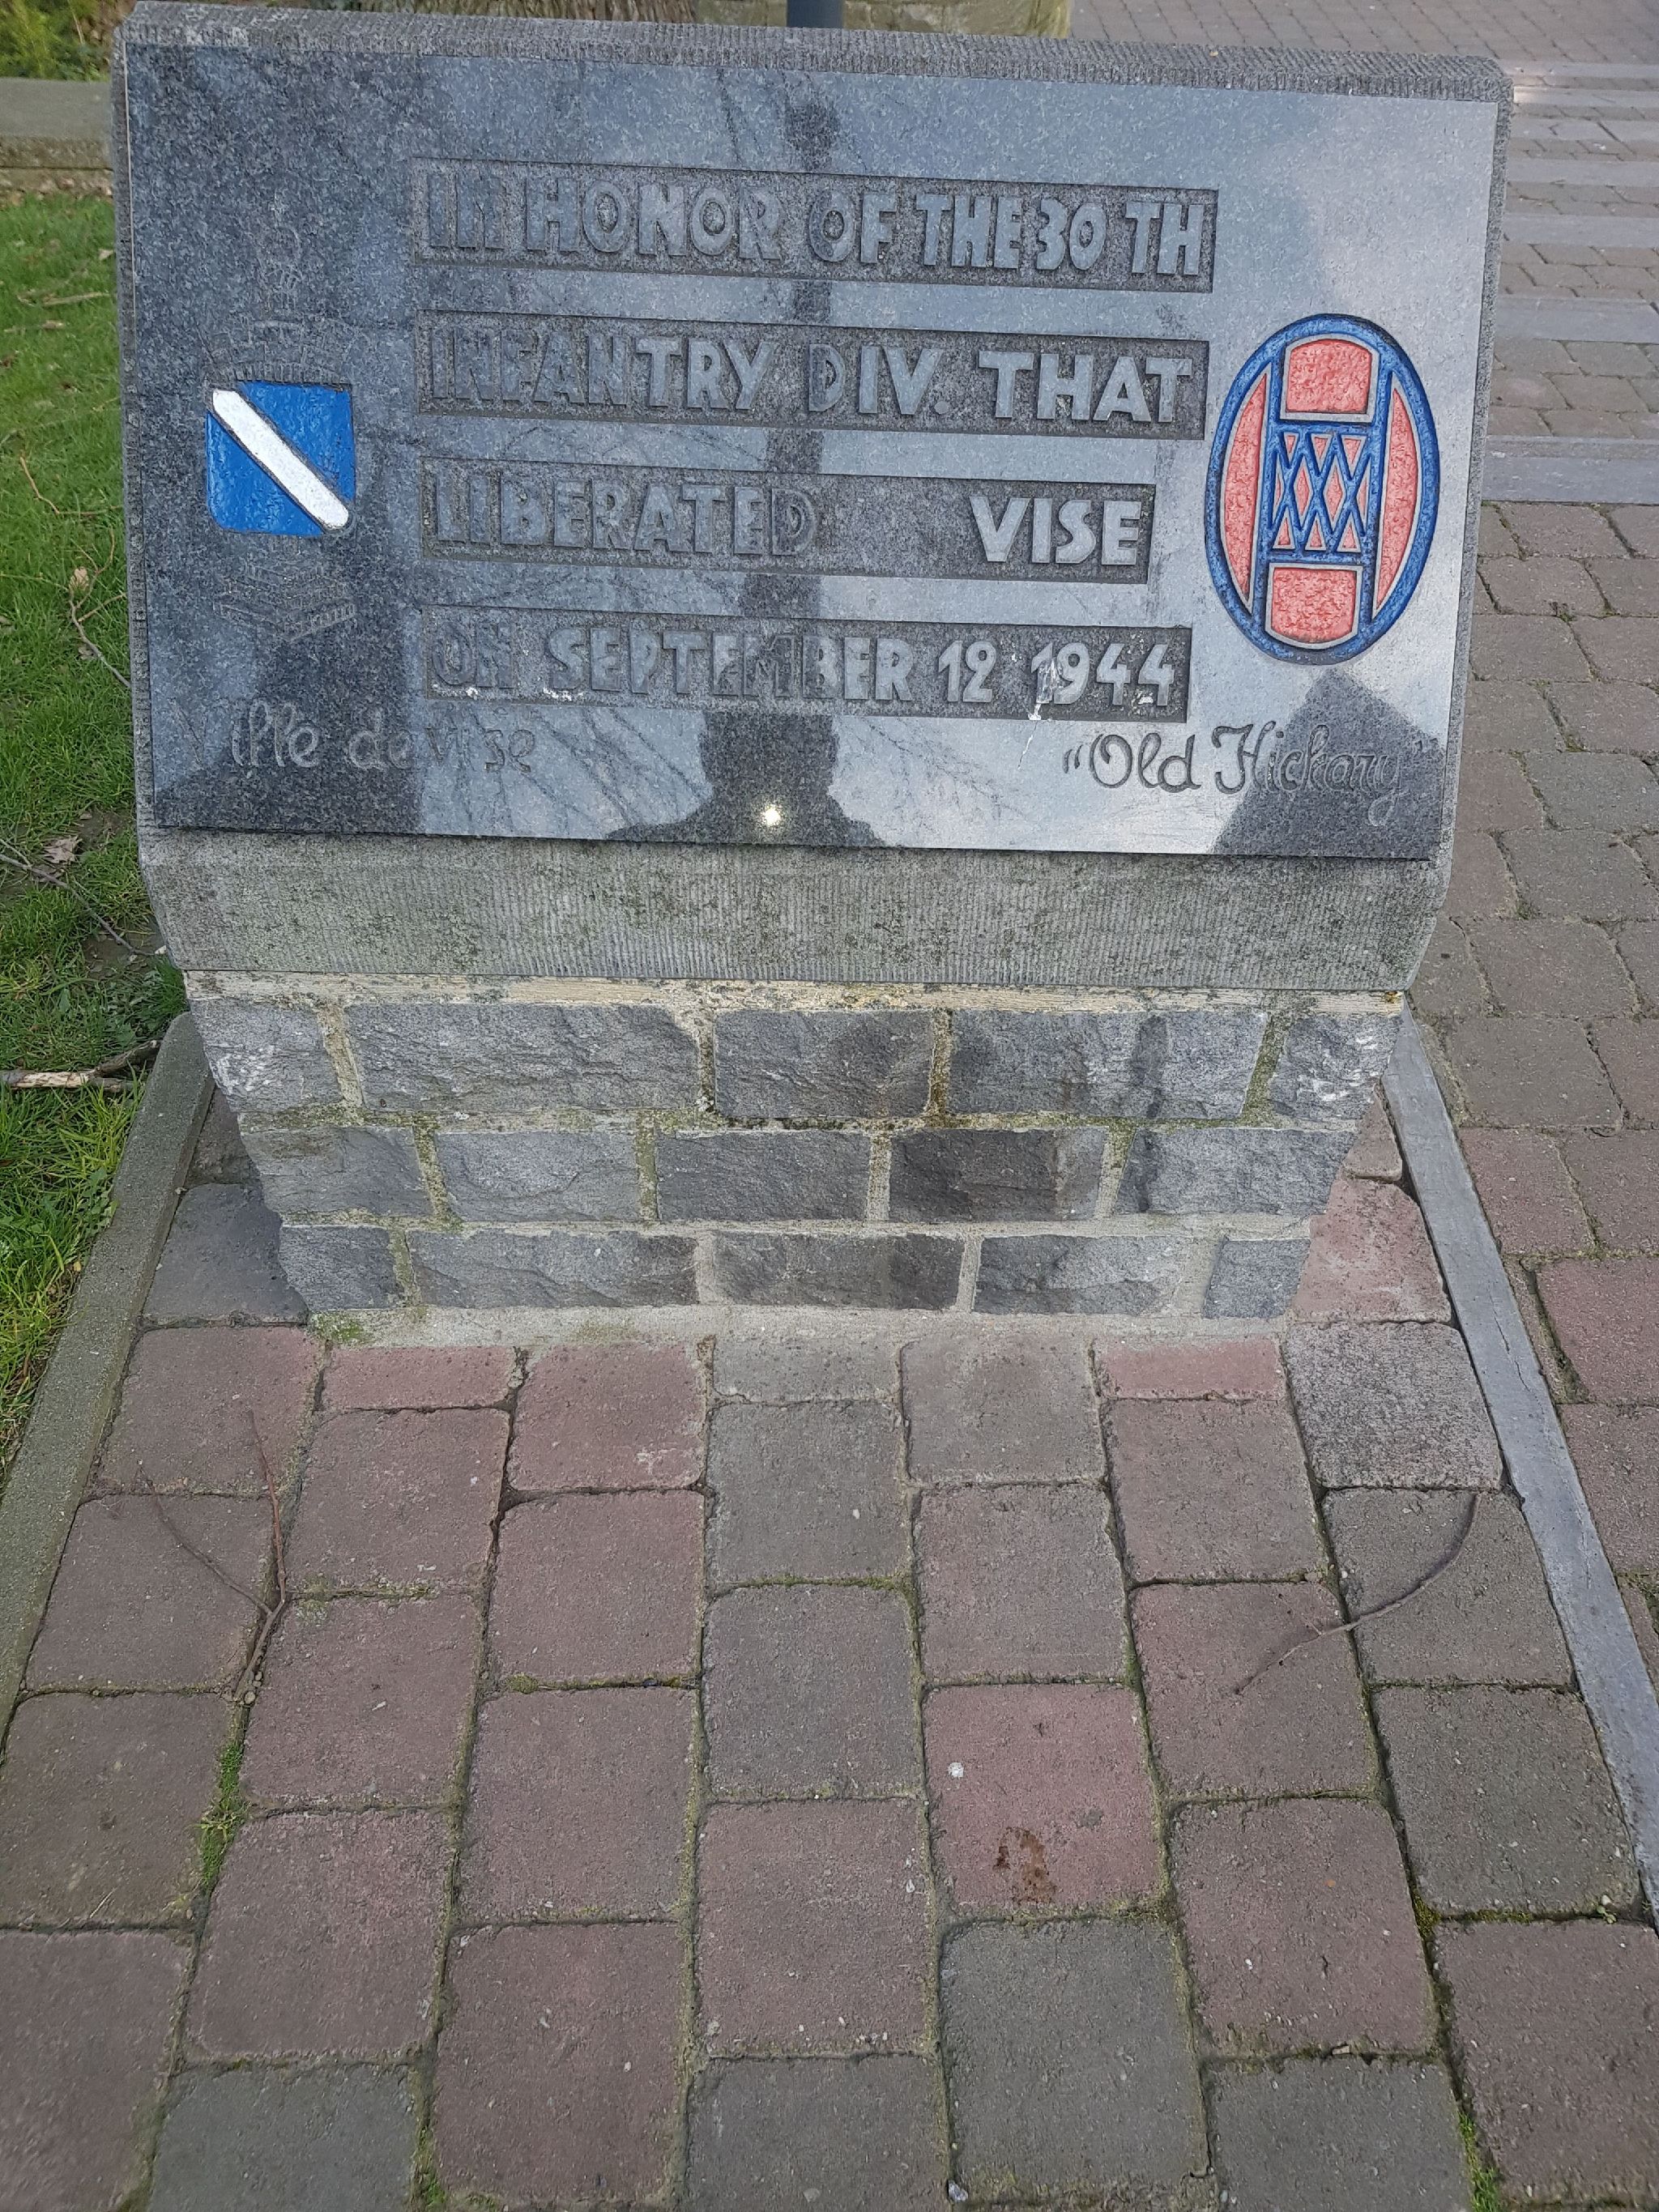 IN HONOR OF THE 30 TH
INFANTRY DIV. THAT
LIBERATED VISE
ON SEPTEMBER 12 1944
Ville de Vise
"Old Hickory"